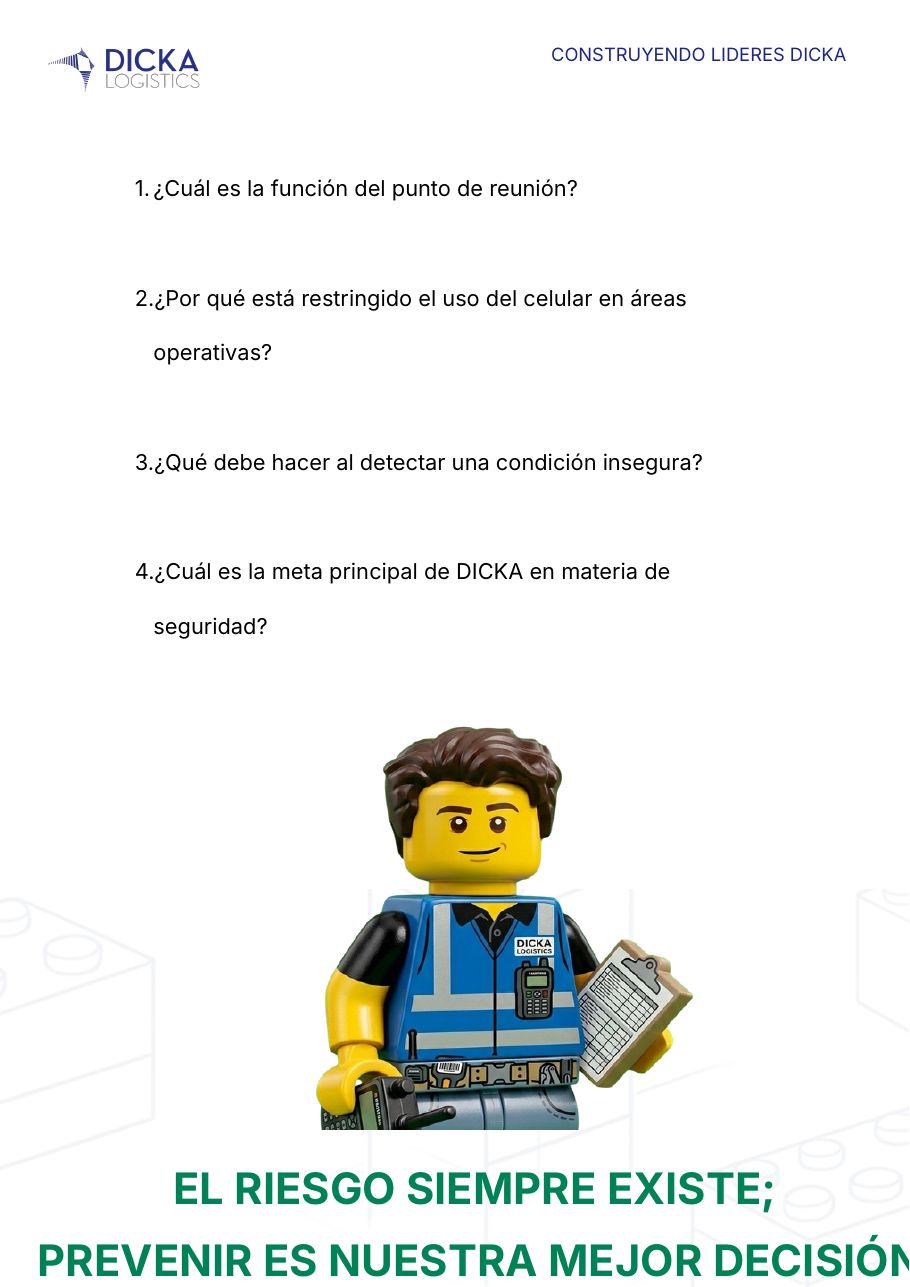 DICKA
LOGISTICS
CONSTRUYENDO LIDERES DICKA
1. ¿Cuál es la función del punto de reunión?
2. ¿Por qué está restringido el uso del celular en áreas
operativas?
3. ¿Qué debe hacer al detectar una condición insegura?
4. ¿Cuál es la meta principal de DICKA en materia de
seguridad?
DICKA
LOGISTICS
EL RIESGO SIEMPRE EXISTE;
PREVENIR ES NUESTRA MEJOR DECISIÓN